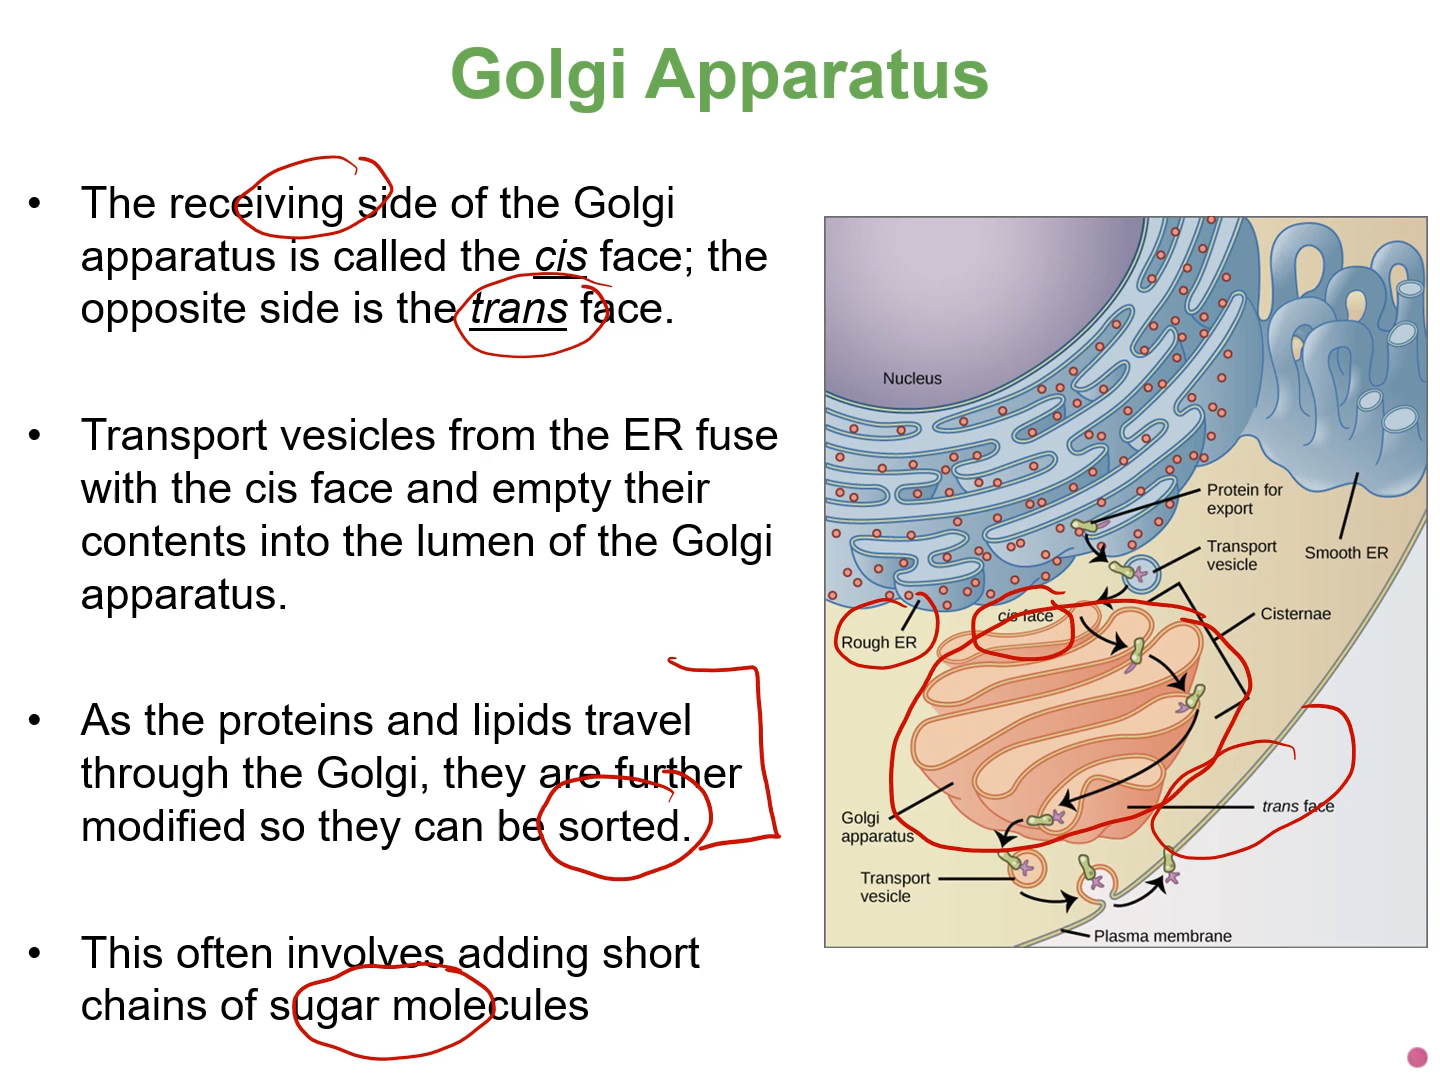 Golgi Apparatus
• The receiving side of the Golgi
apparatus is called the cis face; the
opposite side is the trans face.
• Transport vesicles from the ER fuse
with the cis face and empty their
contents into the lumen of the Golgi
apparatus.
• As the proteins and lipids travel
through the Golgi, they are further
modified so they can be sorted.
• This often involves adding short
chains of sugar molecules
Nucleus
Protein for
export
Transport
vesicle
Smooth ER
Cisternae
cis face
Rough ER
trans face
Golgi
apparatus
Transport
vesicle
Plasma membrane